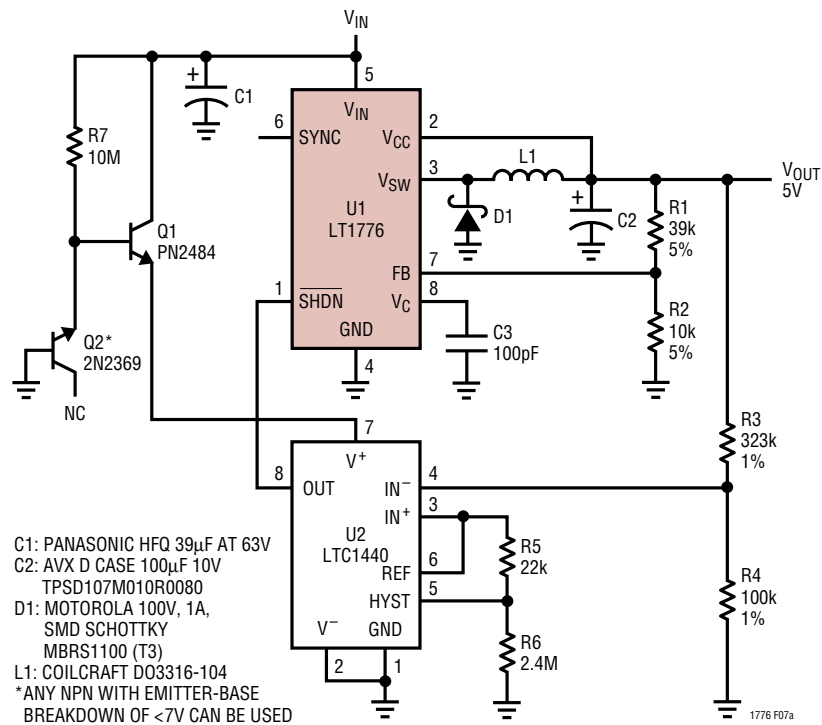 VIN
5
VIN
6
SYNC
VCC
2
+
C1
R7
10M
VSW
3
L1
VOUT
5V
U1
LT1776
D1
+
C2
R1
39k
5%
Q1
PN2484
FB
7
1
SHDN
VC
8
R2
10k
5%
GND
C3
100pF
4
Q2*
2N2369
NC
7
V+
R3
323k
1%
8
OUT
IN−
4
IN+
3
U2
LTC1440
REF
6
R5
22k
HYST
5
R4
100k
1%
V−
GND
R6
2.4M
2
1
C1: PANASONIC HFQ 39µF AT 63V
C2: AVX D CASE 100µF 10V
TPSD107M010R0080
D1: MOTOROLA 100V, 1A,
SMD SCHOTTKY
MBRS1100 (T3)
L1: COILCRAFT DO3316-104
*ANY NPN WITH EMITTER-BASE
BREAKDOWN OF <7V CAN BE USED
1776 F07a